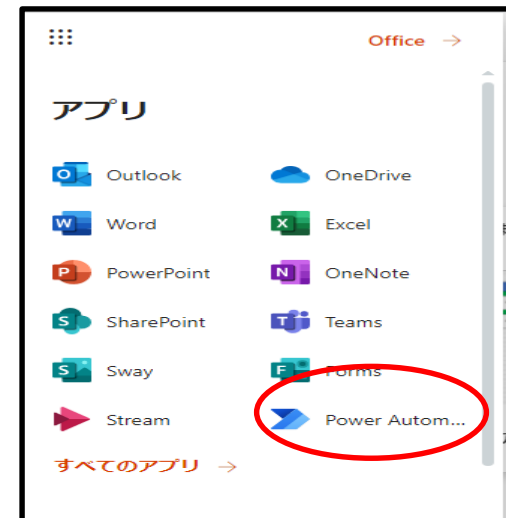 Office →
アプリ
Outlook
OneDrive
Word
Excel
PowerPoint
OneNote
SharePoint
Teams
Sway
Forms
Stream
Power Autom...
すべてのアプリ →